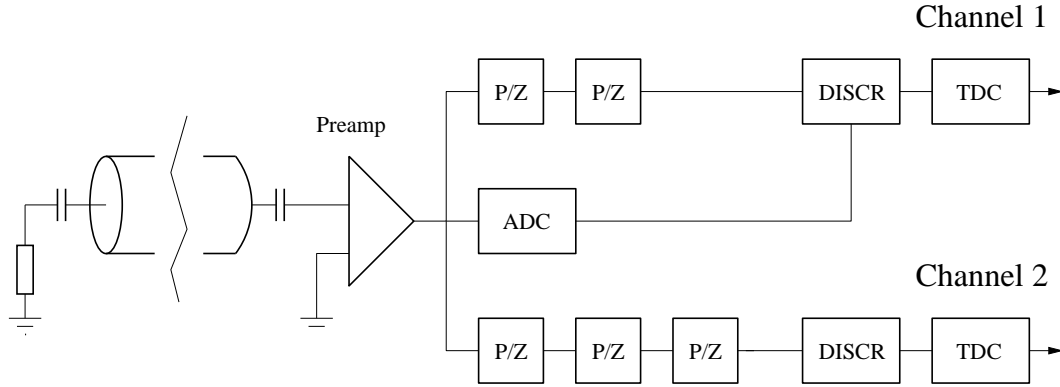 Channel 1
P/Z P/Z DISCR TDC
Preamp
ADC
Channel 2
P/Z P/Z P/Z DISCR TDC